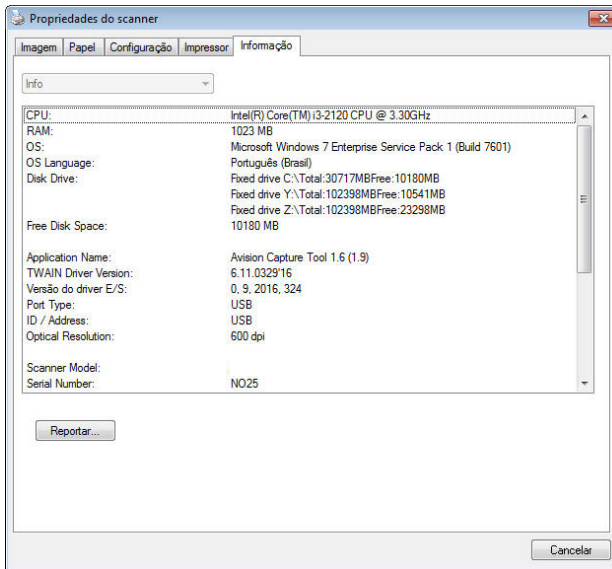 Propriedades do scanner
Imagem Papel Configuração Impressor Informação
Info
CPU: Intel(R) Core(TM) i3-2120 CPU @ 3.30GHz
RAM: 1023 MB
OS: Microsoft Windows 7 Enterprise Service Pack 1 (Build 7601)
OS Language: Português (Brasil)
Disk Drive: Fixed drive C:\Total:30717MBFree:10180MB
Fixed drive Y:\Total:102398MBFree:10541MB
Fixed drive Z:\Total:102398MBFree:23298MB
Free Disk Space: 10180 MB
Application Name: Avision Capture Tool 1.6 (1.9)
TWAIN Driver Version: 6.11.0329'16
Versão do driver E/S: 0, 9, 2016, 324
Port Type: USB
ID / Address: USB
Optical Resolution: 600 dpi
Scanner Model:
Serial Number: NO25
Reportar...
Cancelar